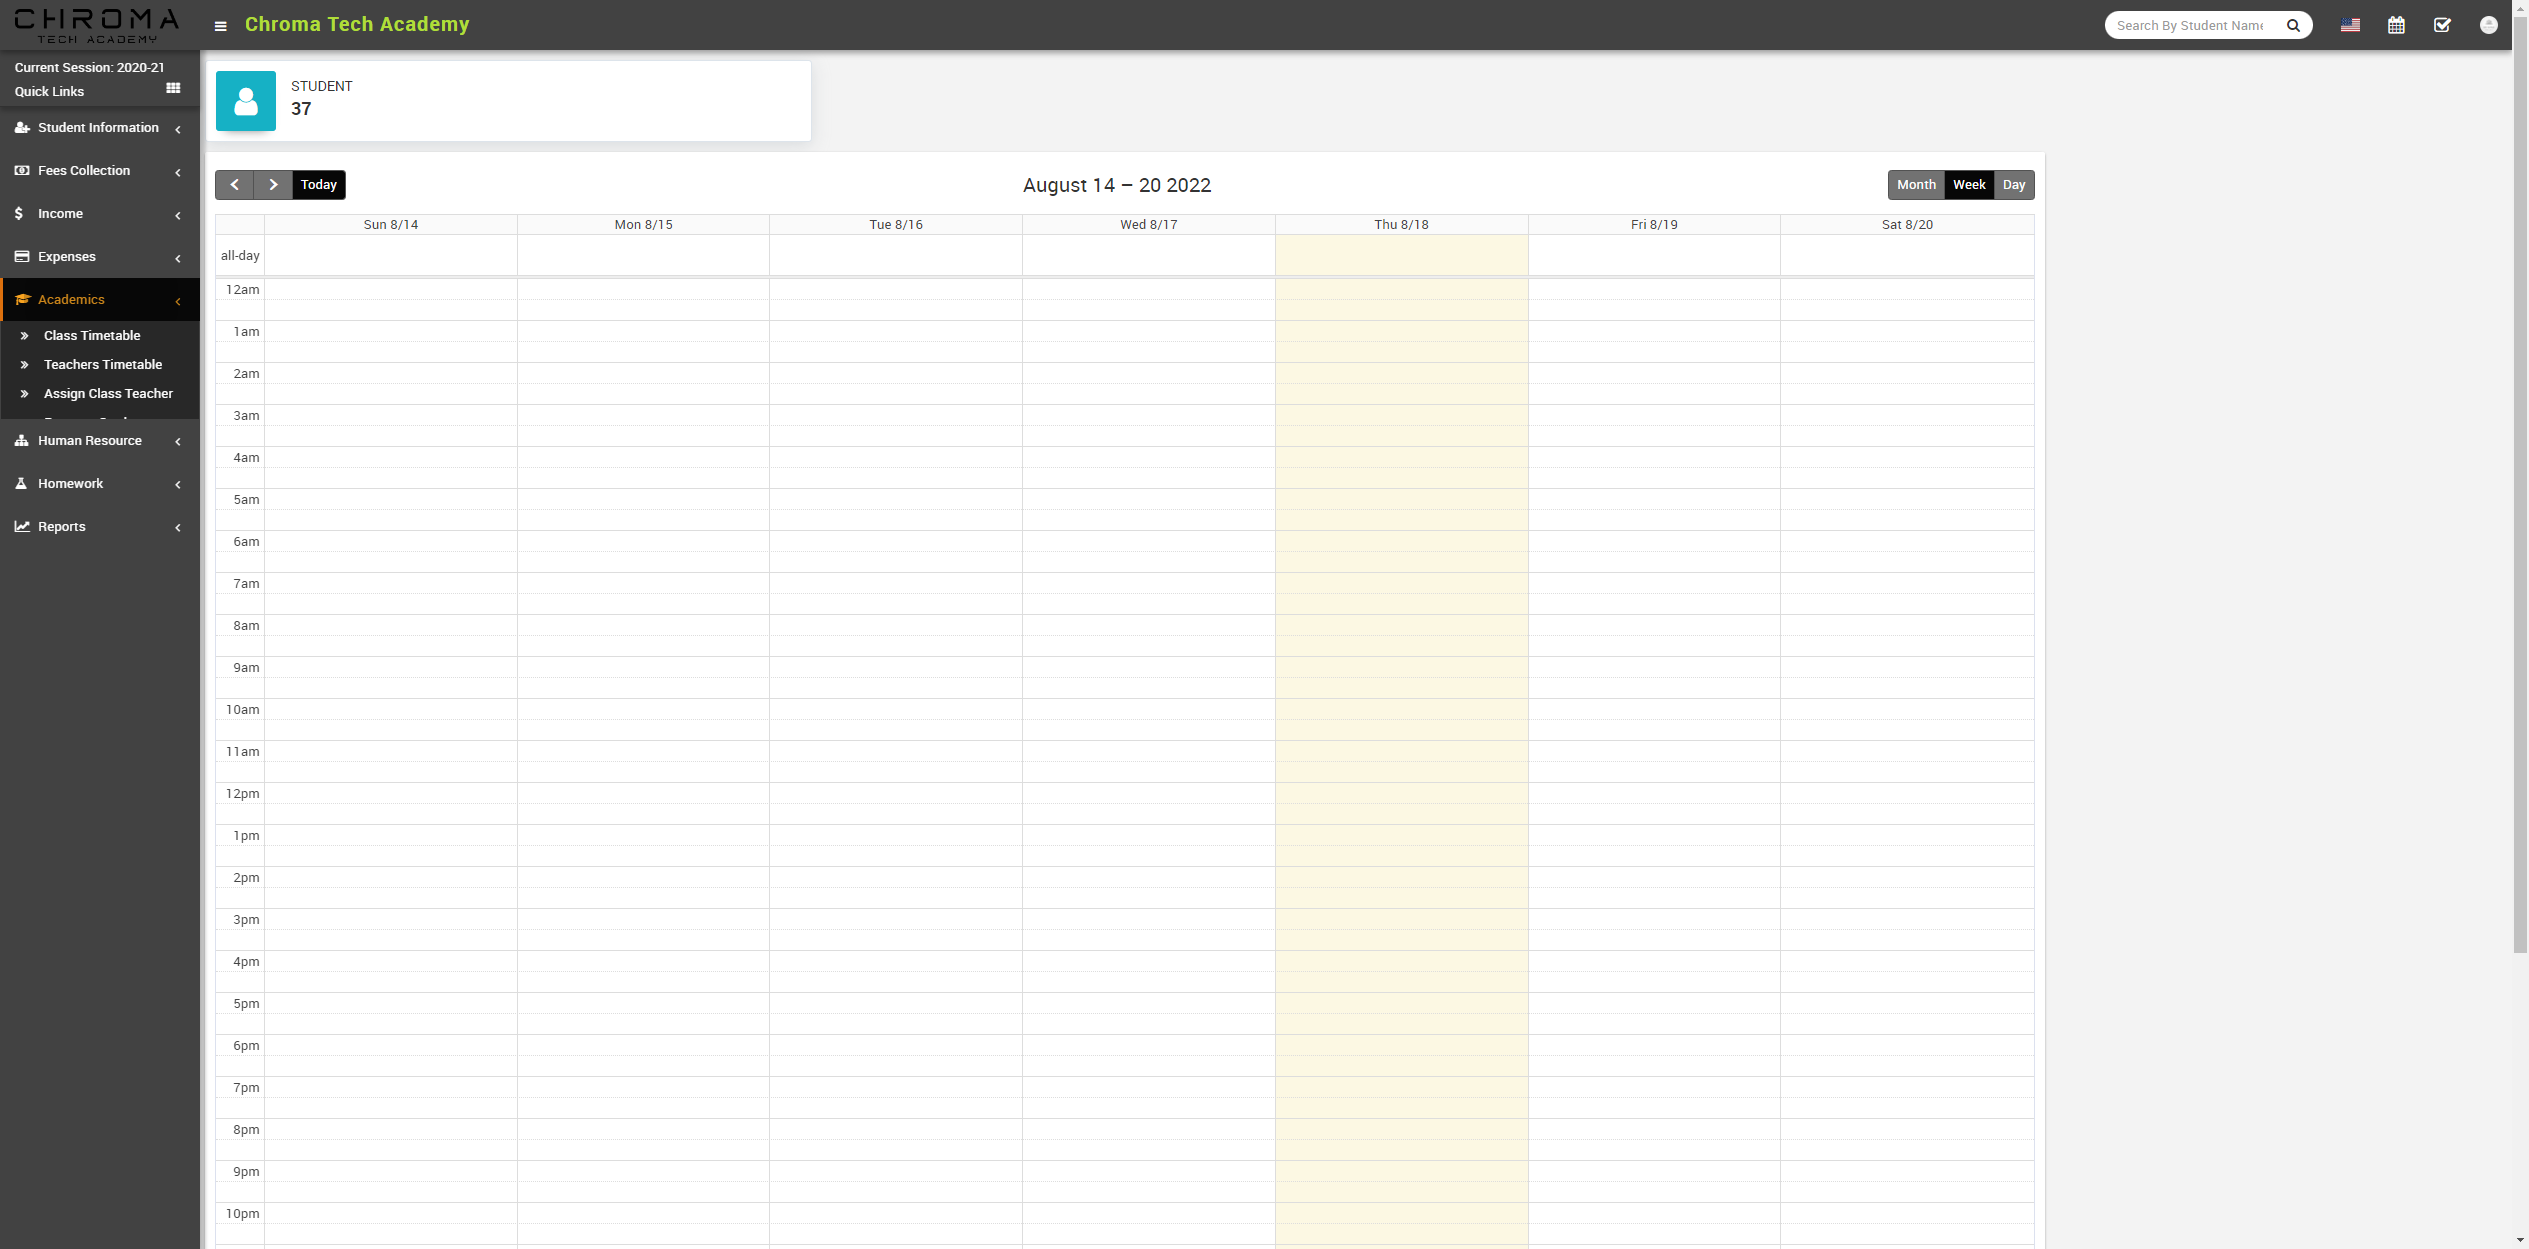 CHROMA
TECH ACADEMY
Chroma Tech Academy
Search By Student Name
Current Session: 2020-21
Quick Links
Student Information
Fees Collection
Income
Expenses
Academics
Class Timetable
Teachers Timetable
Assign Class Teacher
Human Resource
Homework
Reports
STUDENT
37
Today
August 14 – 20 2022
Month Week Day
Sun 8/14 Mon 8/15 Tue 8/16 Wed 8/17 Thu 8/18 Fri 8/19 Sat 8/20
all-day
12am
1am
2am
3am
4am
5am
6am
7am
8am
9am
10am
11am
12pm
1pm
2pm
3pm
4pm
5pm
6pm
7pm
8pm
9pm
10pm